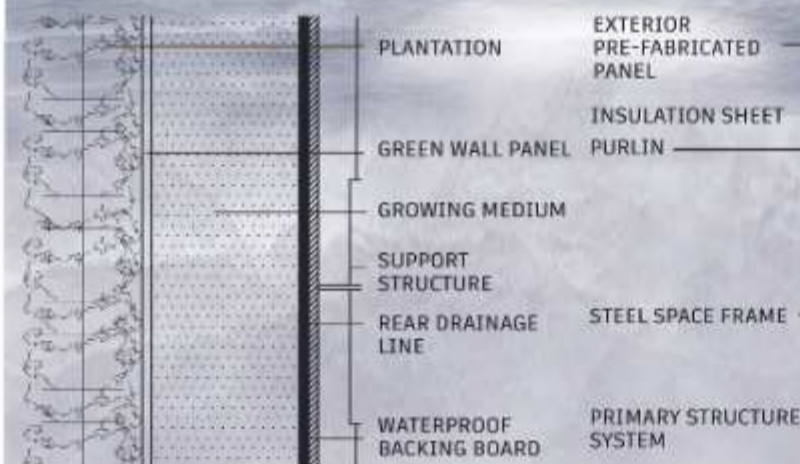 PLANTATION
GREEN WALL PANEL
GROWING MEDIUM
SUPPORT
STRUCTURE
REAR DRAINAGE
LINE
WATERPROOF
BACKING BOARD
EXTERIOR
PRE-FABRICATED
PANEL
INSULATION SHEET
PURLIN
STEEL SPACE FRAME
PRIMARY STRUCTURE
SYSTEM